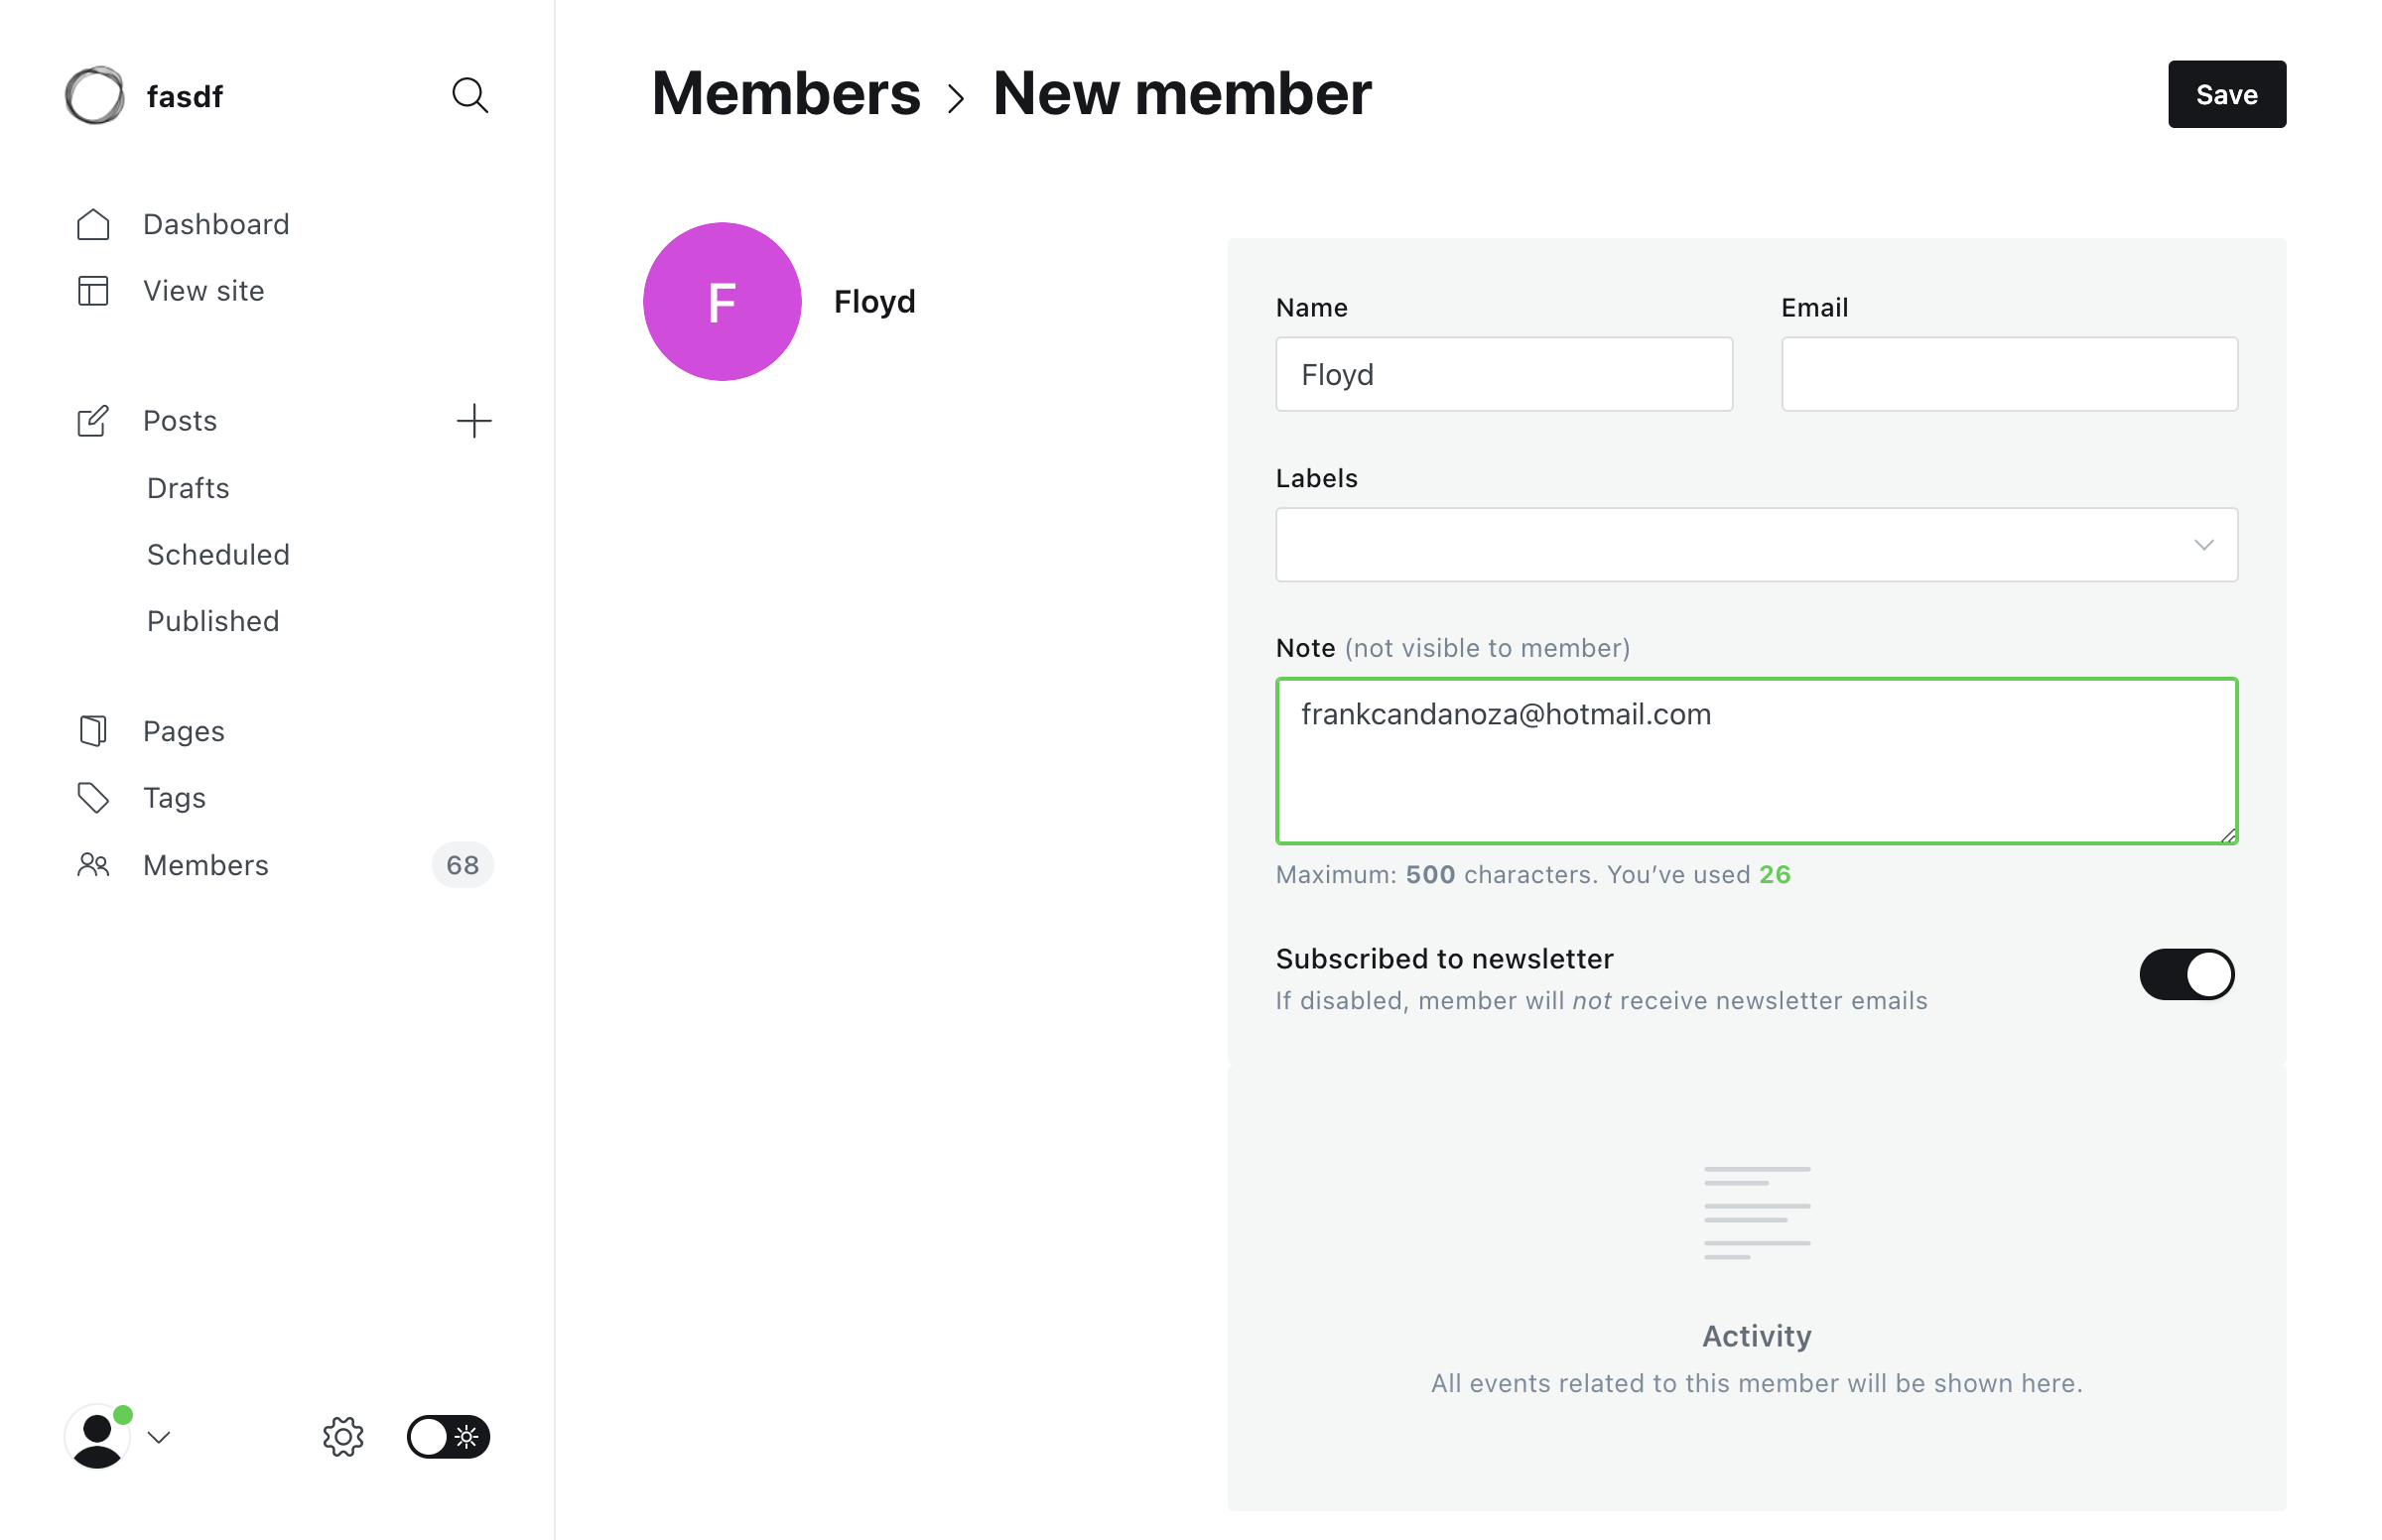 fasdf
Dashboard
View site
Posts
Drafts
Scheduled
Published
Pages
Tags
Members 68
Members > New member
Save
F
Floyd
Name
Floyd
Email
Labels
Note (not visible to member)
frankcandanoza@hotmail.com
Maximum: 500 characters. You’ve used 26
Subscribed to newsletter
If disabled, member will not receive newsletter emails
Activity
All events related to this member will be shown here.